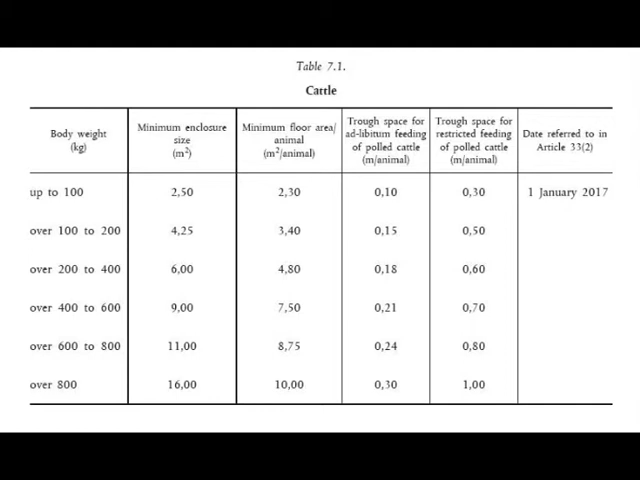 Table 7.1.
Cattle
Body weight (kg) Minimum enclosure size (m²) Minimum floor area/animal (m²/animal) Trough space for ad-libitum feeding of polled cattle (m/animal) Trough space for restricted feeding of polled cattle (m/animal) Date referred to in Article 33(2)
up to 100 2,50 2,30 0,10 0,30 1 January 2017
over 100 to 200 4,25 3,40 0,15 0,50
over 200 to 400 6,00 4,80 0,18 0,60
over 400 to 600 9,00 7,50 0,21 0,70
over 600 to 800 11,00 8,75 0,24 0,80
over 800 16,00 10,00 0,30 1,00